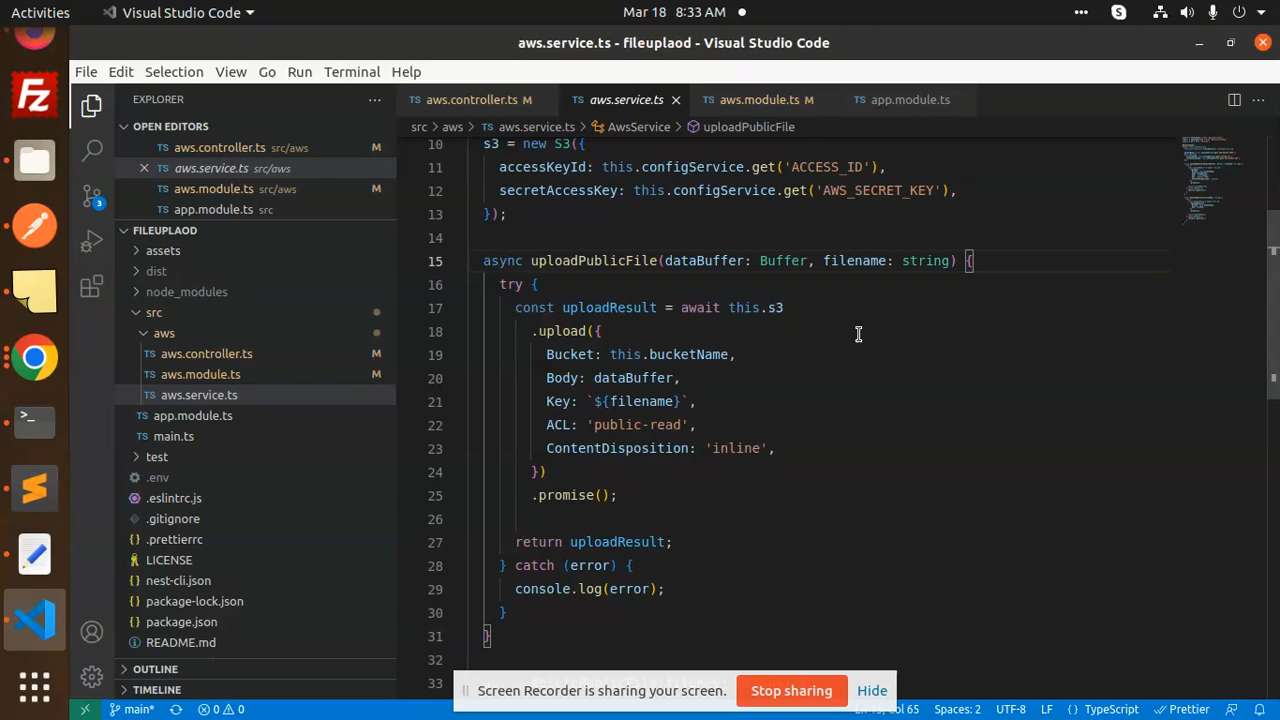 Activities
Visual Studio Code
Mar 18 8:33 AM
aws.service.ts - fileuplaod - Visual Studio Code
File Edit Selection View Go Run Terminal Help
EXPLORER
OPEN EDITORS
TS aws.controller.ts src/aws M
TS aws.service.ts src/aws
TS aws.module.ts src/aws M
TS app.module.ts src
FILEUPLAOD
assets
dist
node_modules
src
aws
TS aws.controller.ts M
TS aws.module.ts M
TS aws.service.ts
TS app.module.ts
TS main.ts
test
.env
.eslintrc.js
.gitignore
.prettierrc
LICENSE
nest-cli.json
package-lock.json
package.json
README.md
OUTLINE
TIMELINE
3
Fz
TS aws.controller.ts M
TS aws.service.ts
TS aws.module.ts M
TS app.module.ts
src > aws > TS aws.service.ts > AwsService > uploadPublicFile
10 s3 = new S3({
11 accessKeyId: this.configService.get('ACCESS_ID'),
12 secretAccessKey: this.configService.get('AWS_SECRET_KEY'),
13 });
14
15 async uploadPublicFile(dataBuffer: Buffer, filename: string) {
16 try {
17 const uploadResult = await this.s3
18 .upload({
19 Bucket: this.bucketName,
20 Body: dataBuffer,
21 Key: `${filename}`,
22 ACL: 'public-read',
23 ContentDisposition: 'inline',
24 })
25 .promise();
26
27 return uploadResult;
28 } catch (error) {
29 console.log(error);
30 }
31 }
32
33
Screen Recorder is sharing your screen. Stop sharing Hide
main* 0 0
Ln 15, Col 65 Spaces: 2 UTF-8 LF { } TypeScript Prettier